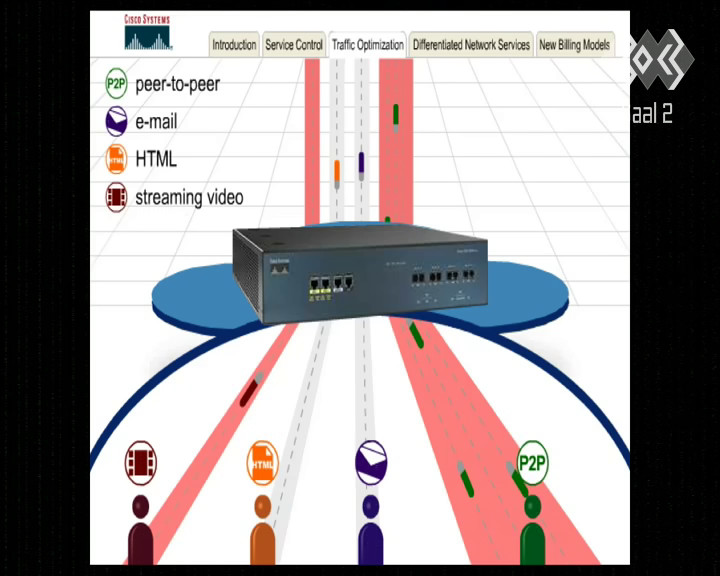 CISCO SYSTEMS
Introduction
Service Control
Traffic Optimization
Differentiated Network Services
New Billing Models
P2P peer-to-peer
e-mail
HTML HTML
streaming video
aal 2
HTML
P2P